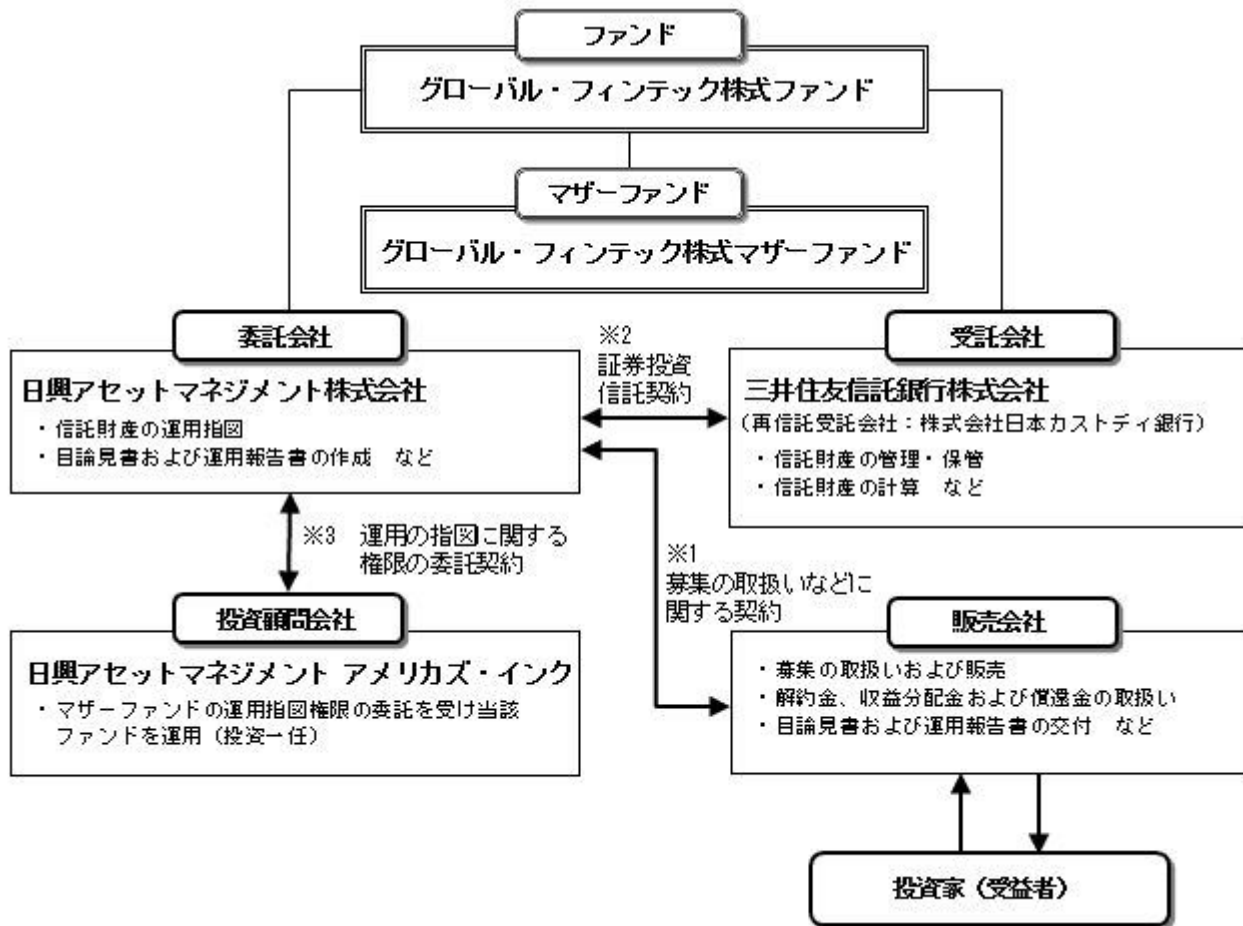 ファンド
グローバル・フィンテック株式ファンド
マザーファンド
グローバル・フィンテック株式マザーファンド
委託会社
日興アセットマネジメント株式会社
・信託財産の運用指図
・目論見書および運用報告書の作成　など
※2
証券投資
信託契約
受託会社
三井住友信託銀行株式会社
(再信託受託会社：株式会社日本カストディ銀行)
・信託財産の管理・保管
・信託財産の計算　など
※3　運用の指図に関する
権限の委託契約
※1
募集の取扱いなどに
関する契約
投資顧問会社
日興アセットマネジメント アメリカズ・インク
・マザーファンドの運用指図権限の委託を受け当該
ファンドを運用（投資一任）
販売会社
・募集の取扱いおよび販売
・解約金、収益分配金および償還金の取扱い
・目論見書および運用報告書の交付　など
投資家（受益者）